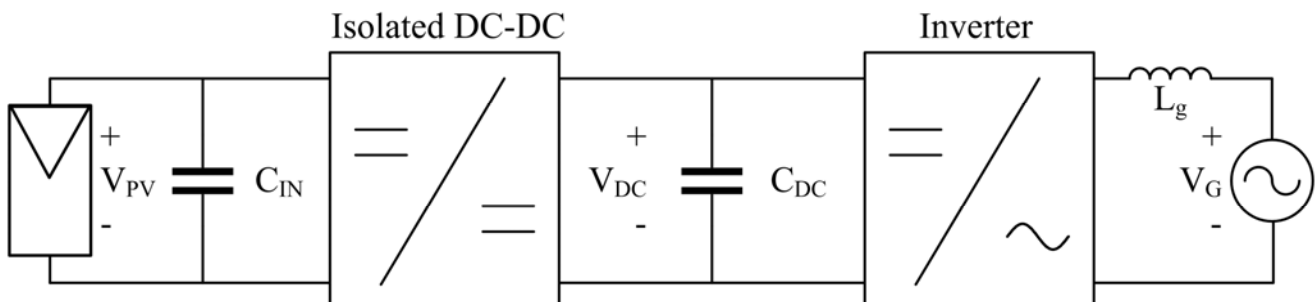 Isolated DC-DC
Inverter
+
V_PV
-
C_IN
+
V_DC
-
C_DC
L_g
+
V_G
-